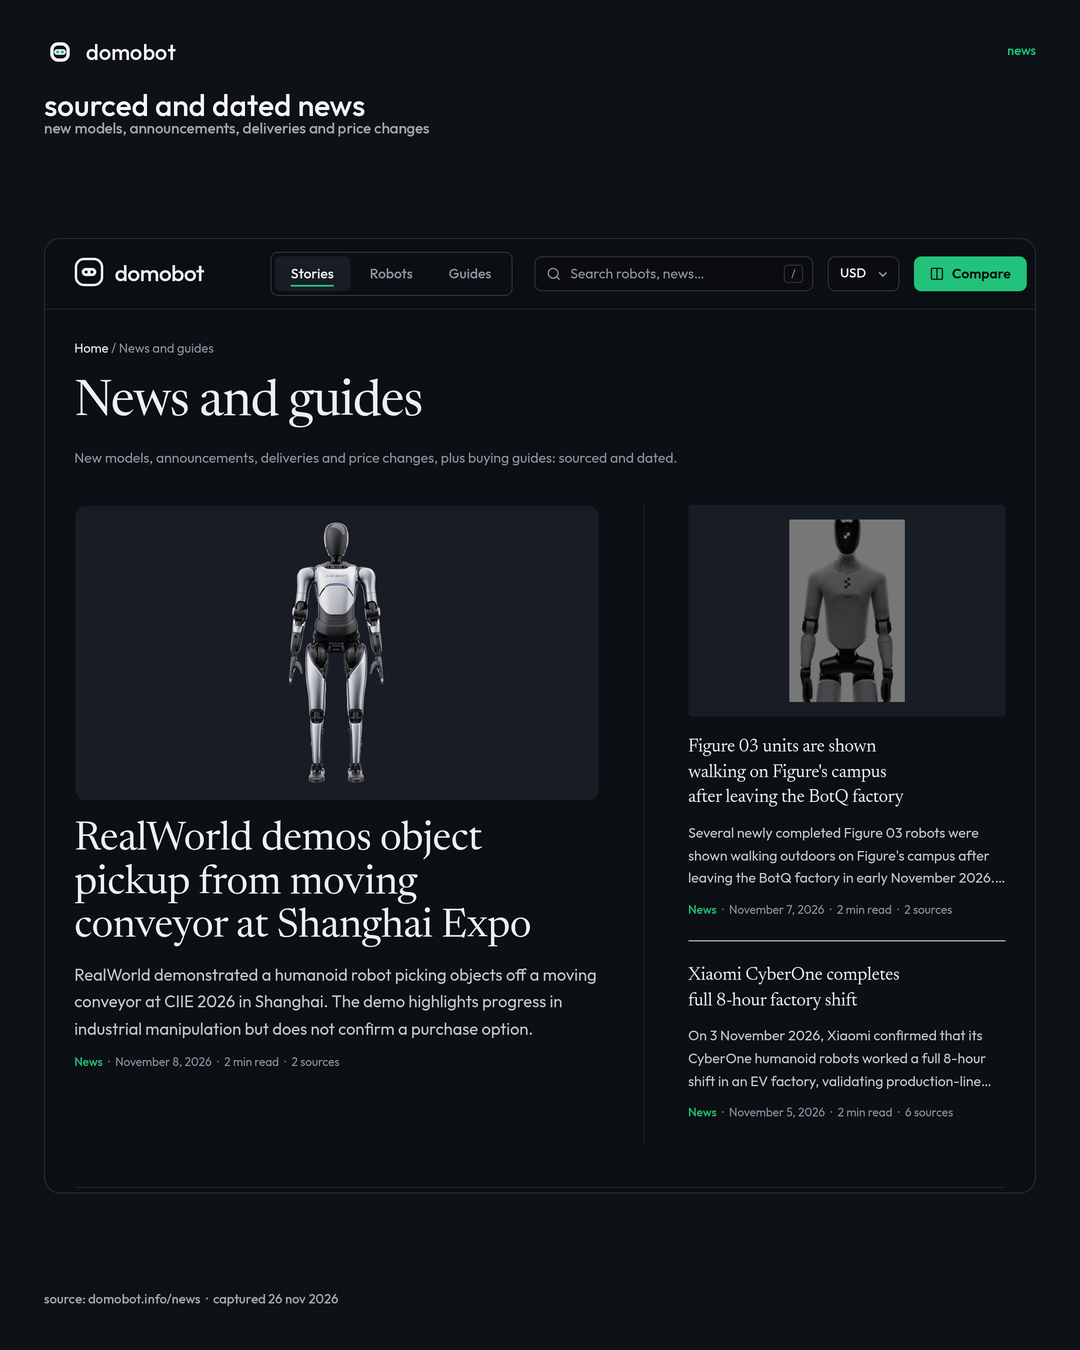 domobot
news
sourced and dated news
new models, announcements, deliveries and price changes
domobot
Stories
Robots
Guides
Search robots, news...
/
USD
Compare
Home / News and guides
News and guides
New models, announcements, deliveries and price changes, plus buying guides: sourced and dated.
RealWorld demos object
pickup from moving
conveyor at Shanghai Expo
RealWorld demonstrated a humanoid robot picking objects off a moving
conveyor at CIIE 2026 in Shanghai. The demo highlights progress in
industrial manipulation but does not confirm a purchase option.
News · November 8, 2026 · 2 min read · 2 sources
Figure 03 units are shown
walking on Figure's campus
after leaving the BotQ factory
Several newly completed Figure 03 robots were
shown walking outdoors on Figure's campus after
leaving the BotQ factory in early November 2026....
News · November 7, 2026 · 2 min read · 2 sources
Xiaomi CyberOne completes
full 8-hour factory shift
On 3 November 2026, Xiaomi confirmed that its
CyberOne humanoid robots worked a full 8-hour
shift in an EV factory, validating production-line...
News · November 5, 2026 · 2 min read · 6 sources
source: domobot.info/news · captured 26 nov 2026